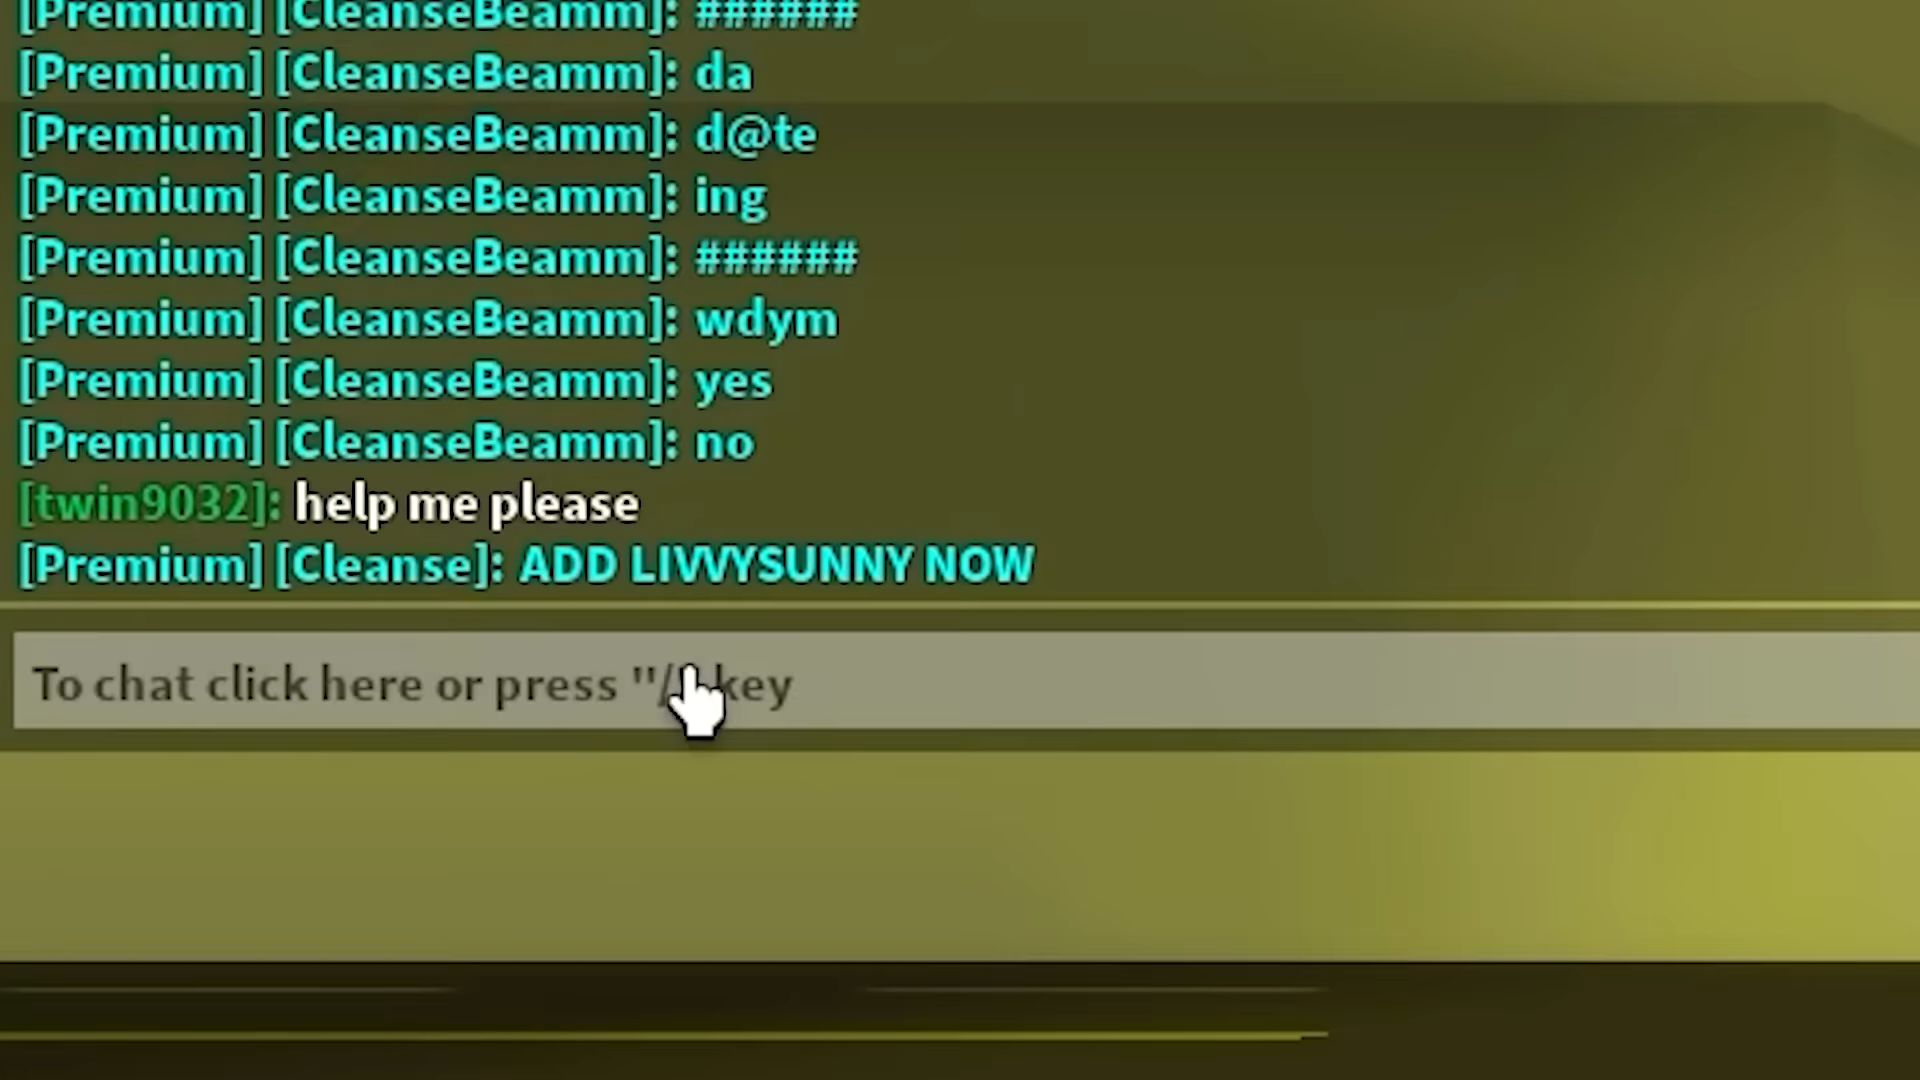 [Premium] [CleanseBeamm]: ######
[Premium] [CleanseBeamm]: da
[Premium] [CleanseBeamm]: d@te
[Premium] [CleanseBeamm]: ing
[Premium] [CleanseBeamm]: ######
[Premium] [CleanseBeamm]: wdym
[Premium] [CleanseBeamm]: yes
[Premium] [CleanseBeamm]: no
[twin9032]: help me please
[Premium] [Cleanse]: ADD LIVVYSUNNY NOW
To chat click here or press "/" key